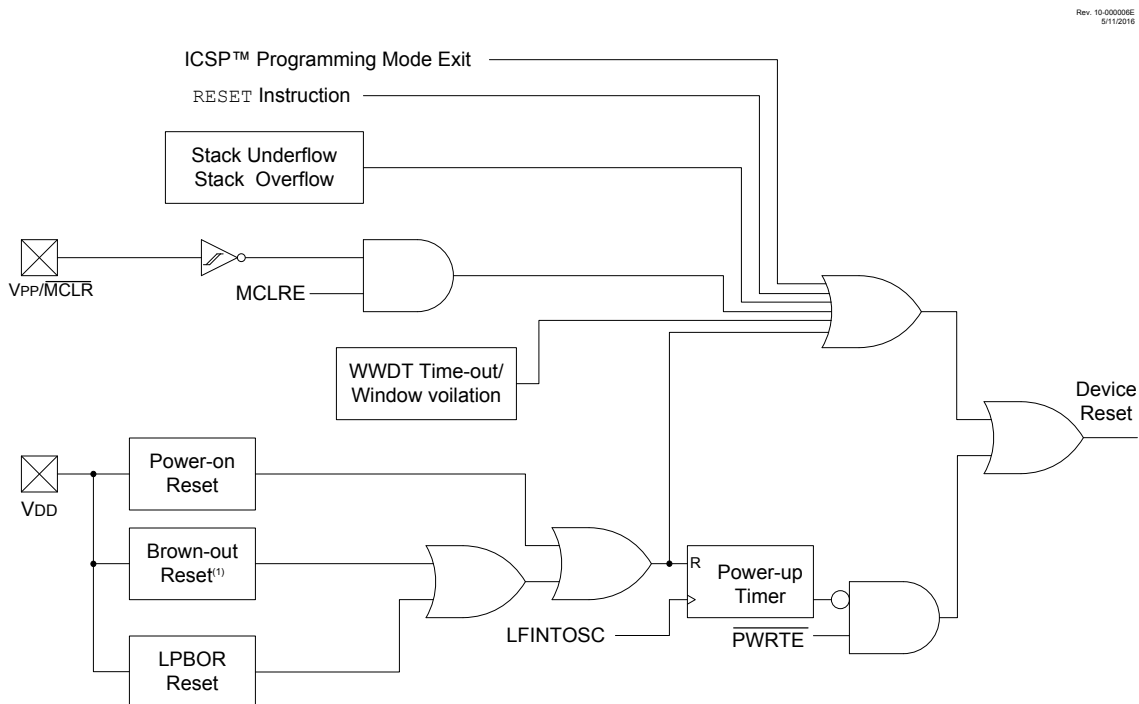 Rev. 10-000006E
5/11/2016
ICSP™ Programming Mode Exit
RESET Instruction
Stack Underflow
Stack Overflow
VPP/MCLR
MCLRE
WWDT Time-out/
Window voilation
Device
Reset
VDD
Power-on
Reset
Brown-out
Reset(1)
R
Power-up
Timer
LFINTOSC
PWRTE
LPBOR
Reset